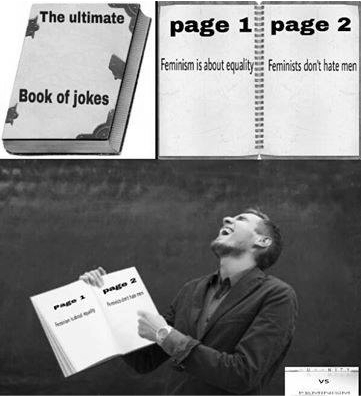 The ultimate
Book of jokes
page 1
page 2
Feminism is about equality
Feminists don't hate men
Page 1
page 2
Feminism is about equality
Feminists don't hate men
VS
FEMINISM